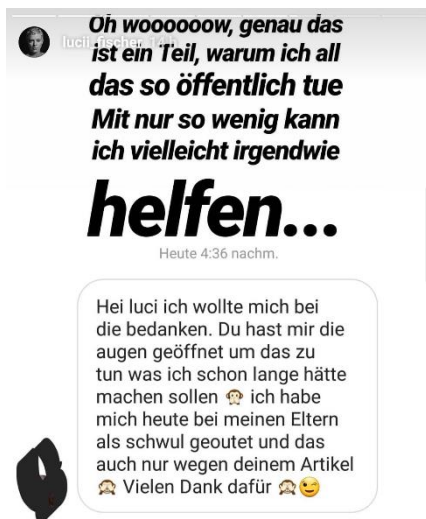 Oh woooooow, genau das
lucii_fischer 14 h
ist ein Teil, warum ich all
das so öffentlich tue
Mit nur so wenig kann
ich vielleicht irgendwie
helfen...
Heute 4:36 nachm.
Hei luci ich wollte mich bei
die bedanken. Du hast mir die
augen geöffnet um das zu
tun was ich schon lange hätte
machen sollen 🙊 ich habe
mich heute bei meinen Eltern
als schwul geoutet und das
auch nur wegen deinem Artikel
🙈 Vielen Dank dafür 🙈😉